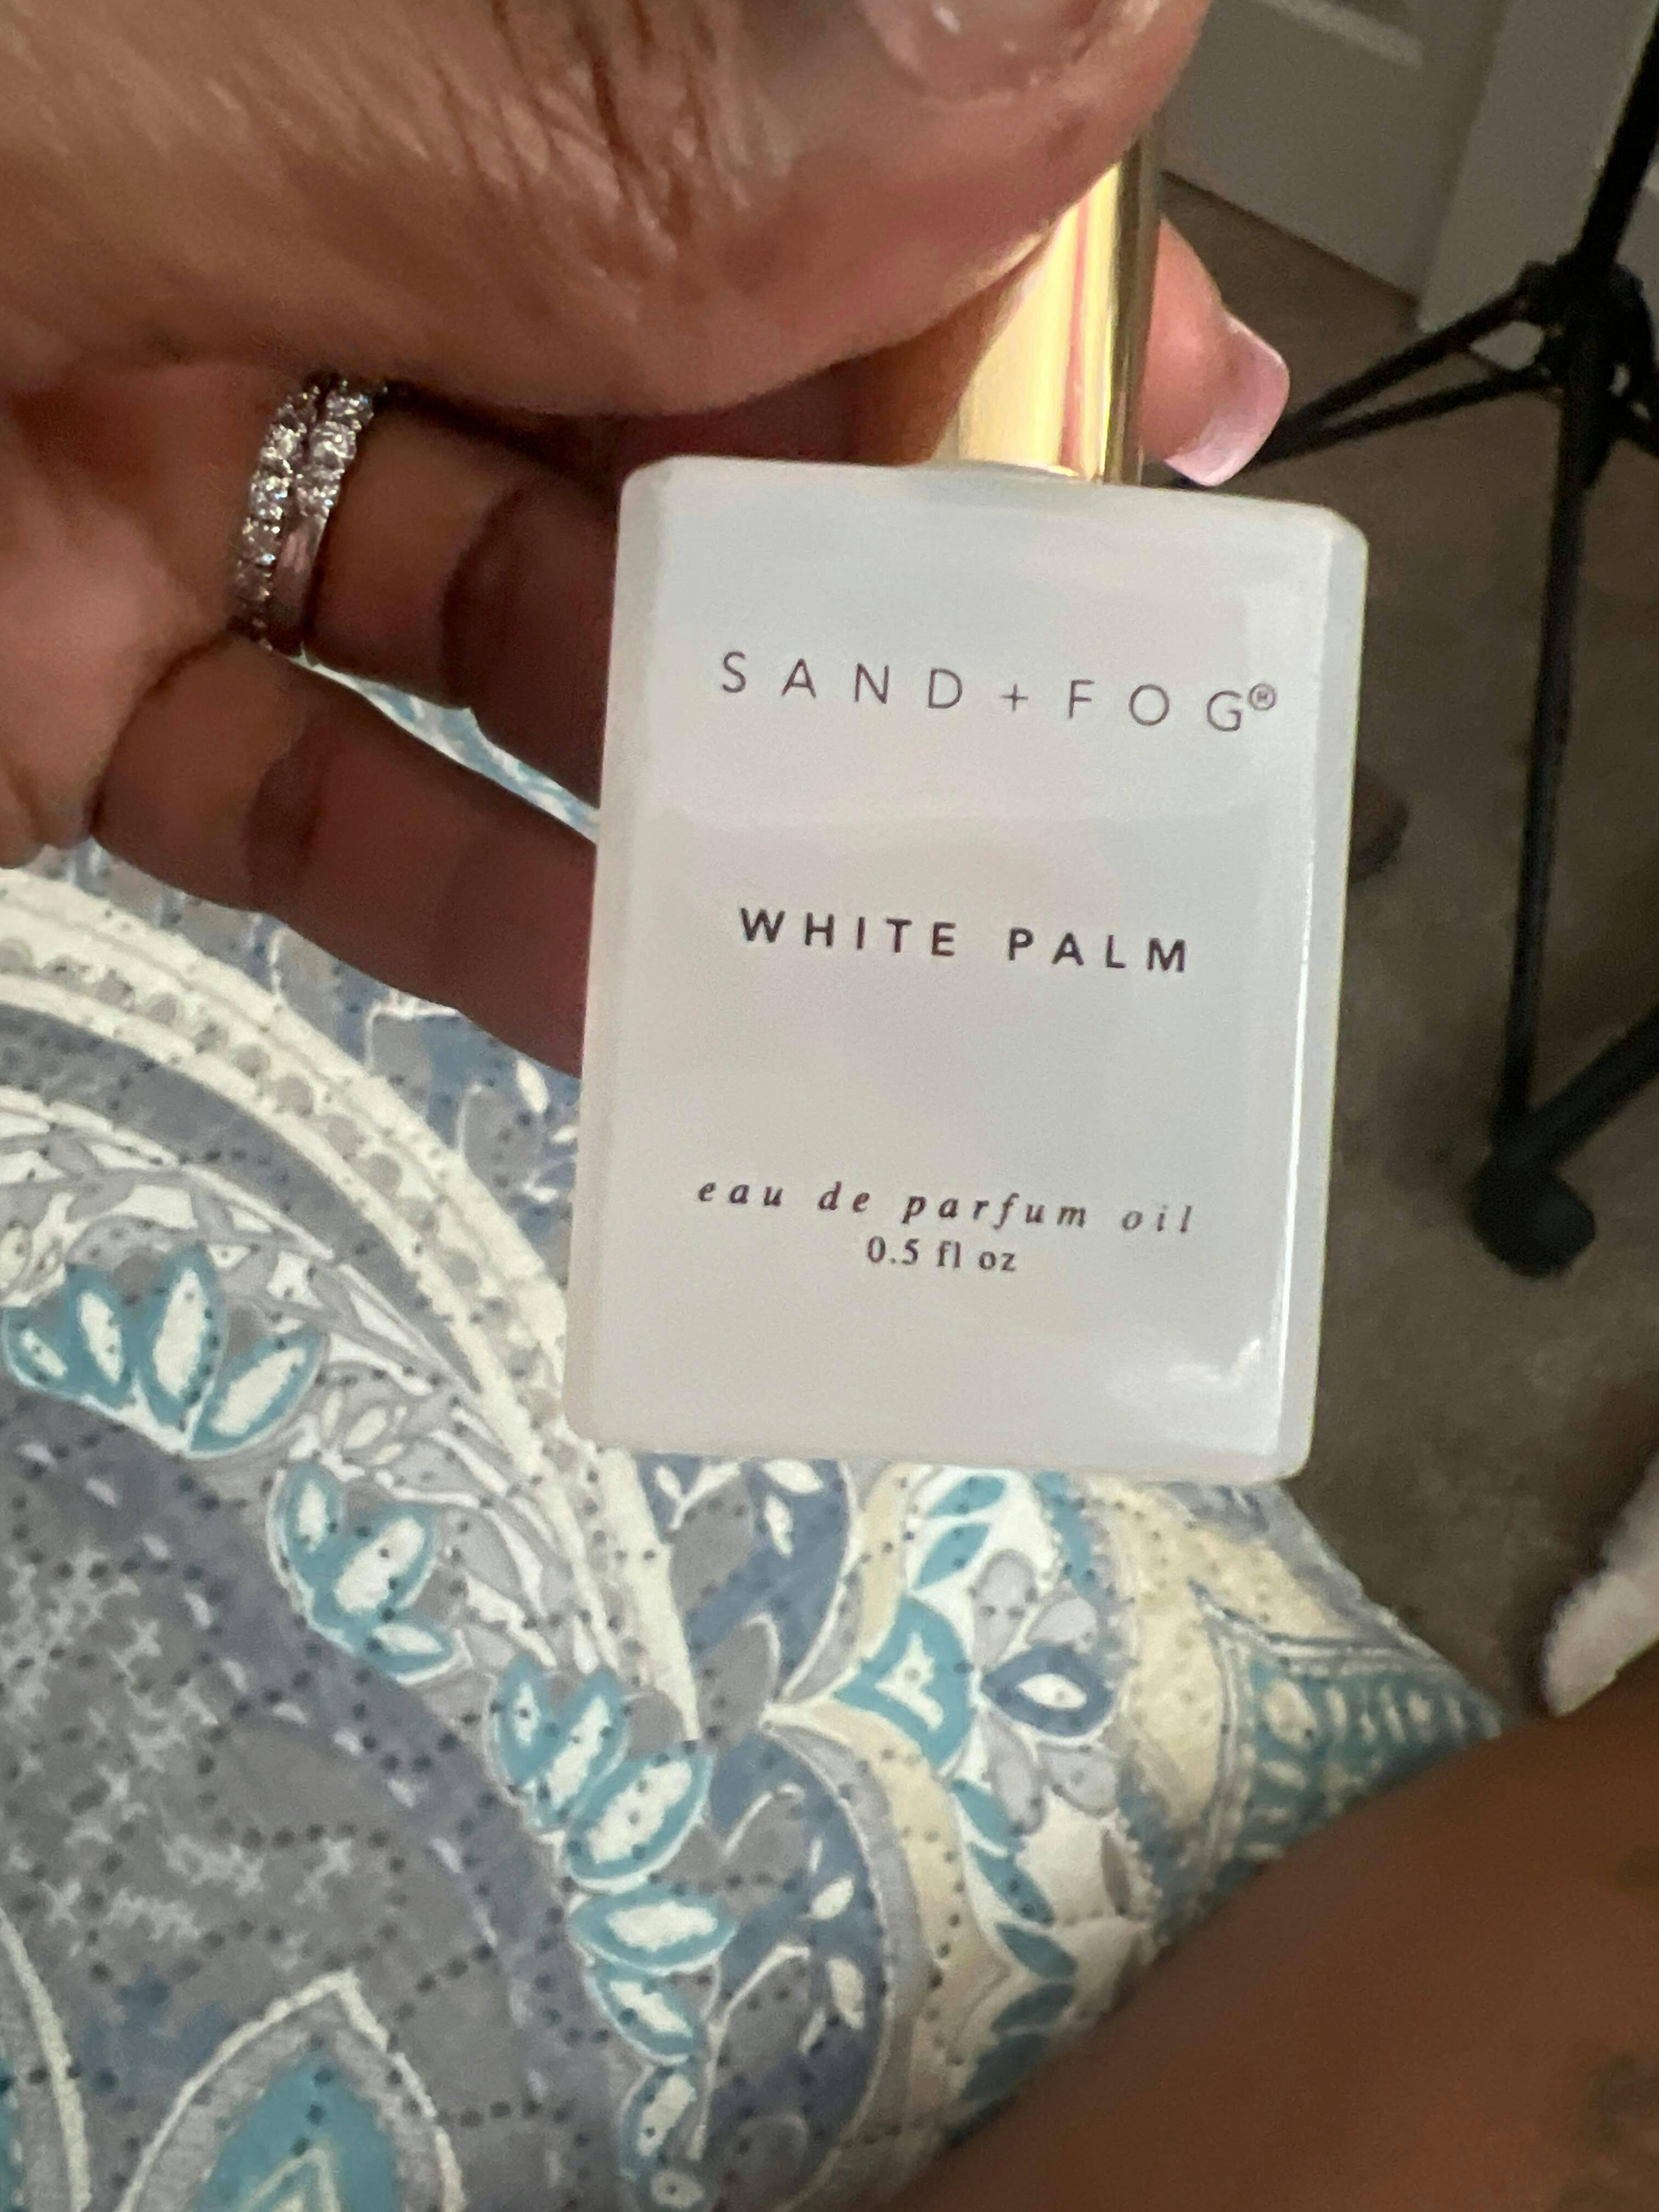 SAND + FOG®
WHITE PALM
eau de parfum oil
0.5 fl oz